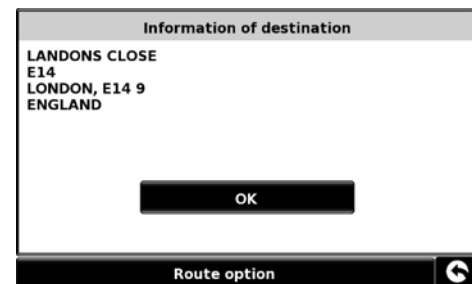 Information of destination
LANDONS CLOSE
E14
LONDON, E14 9
ENGLAND
OK
Route option